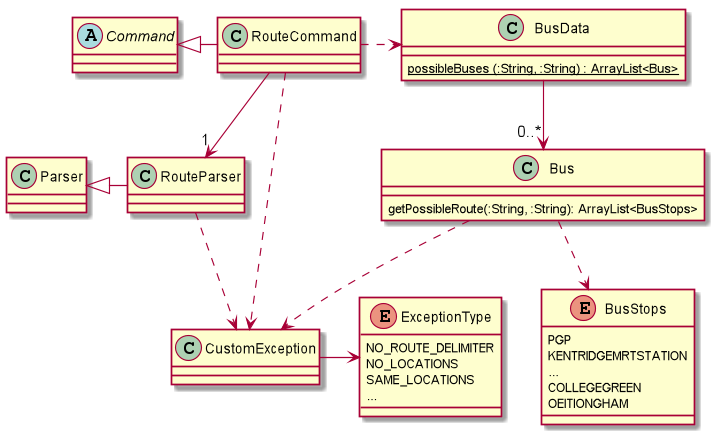 A Command
C RouteCommand
C BusData
possibleBuses (:String, :String) : ArrayList<Bus>
1
0..*
C Parser
C RouteParser
C Bus
getPossibleRoute(:String, :String): ArrayList<BusStops>
C CustomException
E ExceptionType
NO_ROUTE_DELIMITER
NO_LOCATIONS
SAME_LOCATIONS
...
E BusStops
PGP
KENTRIDGEMRTSTATION
...
COLLEGEGREEN
OEITIONGHAM